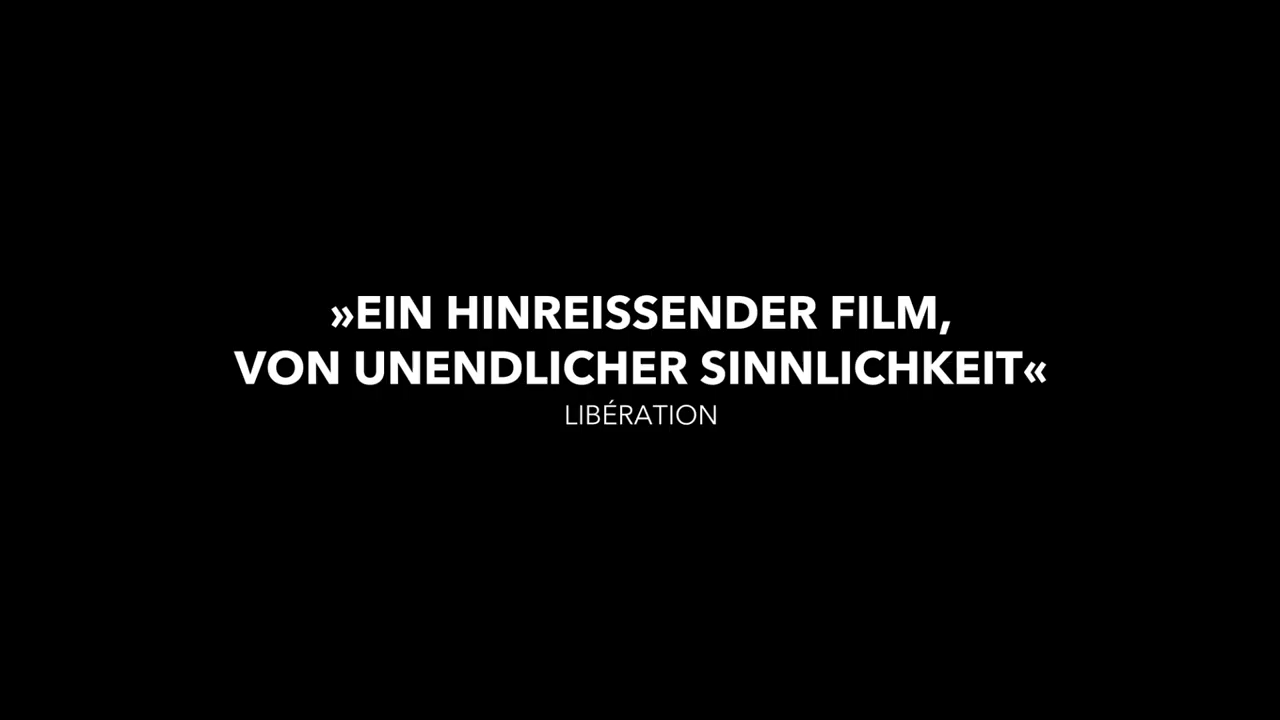 »EIN HINREISSENDER FILM,
VON UNENDLICHER SINNLICHKEIT«
LIBÉRATION